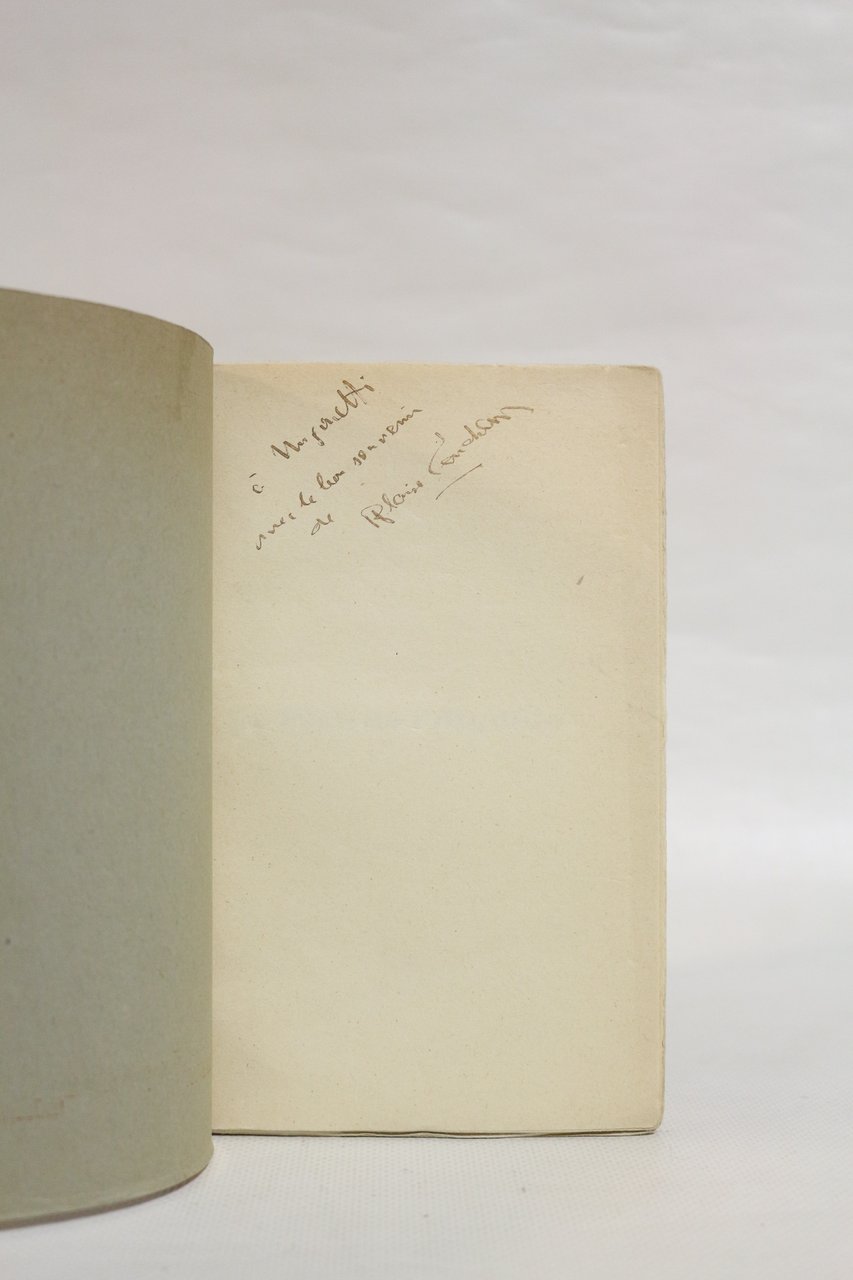 à Ungaretti
avec le bon souvenir
de Blaise Cendrars